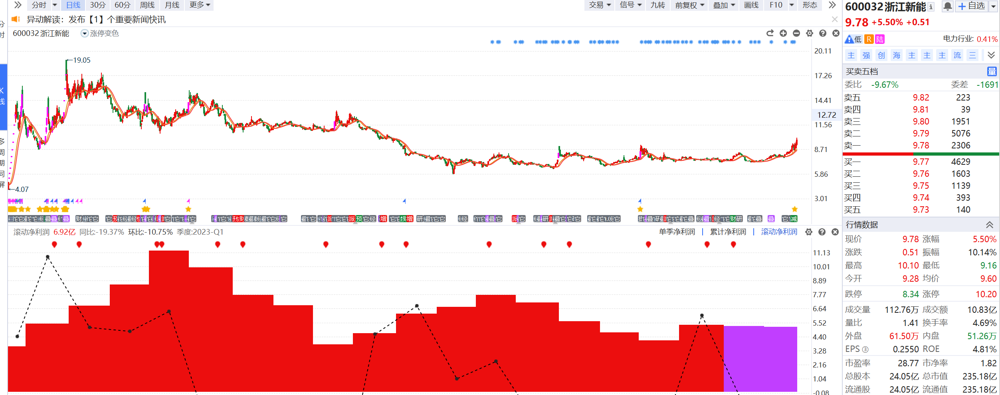 分时 日线 30分 60分 周线 月线 更多 交易 信号 九转 前复权 叠加 画线 F10 形态
异动解读：发布【1】个重要新闻快讯
600032 浙江新能 涨停变色
分时
K线
多周期同屏
20.11
←19.05
17.26
14.41
12.72
11.56
8.71
5.86
←4.07
3.01
滚动净利润 6.92亿 同比:-19.37% 环比:-10.75% 季度:2023-Q1
单季净利润 | 累计净利润 | 滚动净利润
11.13
10.01
8.89
7.77
6.64
5.52
4.40
3.28
2.16
1.04
-0.08
600032 浙江新能 自选
9.78 +5.50% +0.51
低 R 陆 电力行业: 0.41%
主 强 创 海 主 主 主 流 三
买卖五档 量
委比 -9.67% 委差 -1691
卖五 9.82 223
卖四 9.81 39
卖三 9.80 1951
卖二 9.79 5076
卖一 9.78 2306
买一 9.77 4629
买二 9.76 1603
买三 9.75 1139
买四 9.74 393
买五 9.73 140
行情数据
现价 9.78 涨幅 5.50%
涨跌 0.51 振幅 10.14%
最高 10.10 最低 9.16
今开 9.28 均价 9.60
跌停 8.34 涨停 10.20
成交量 112.76万 成交额 10.83亿
量比 1.41 换手率 4.69%
外盘 61.50万 内盘 51.26万
EPS③ 0.2550 ROE 4.81%
市盈率 28.77 市净率 1.82
总股本 24.05亿 总市值 235.18亿
流通股 24.05亿 流通值 235.18亿